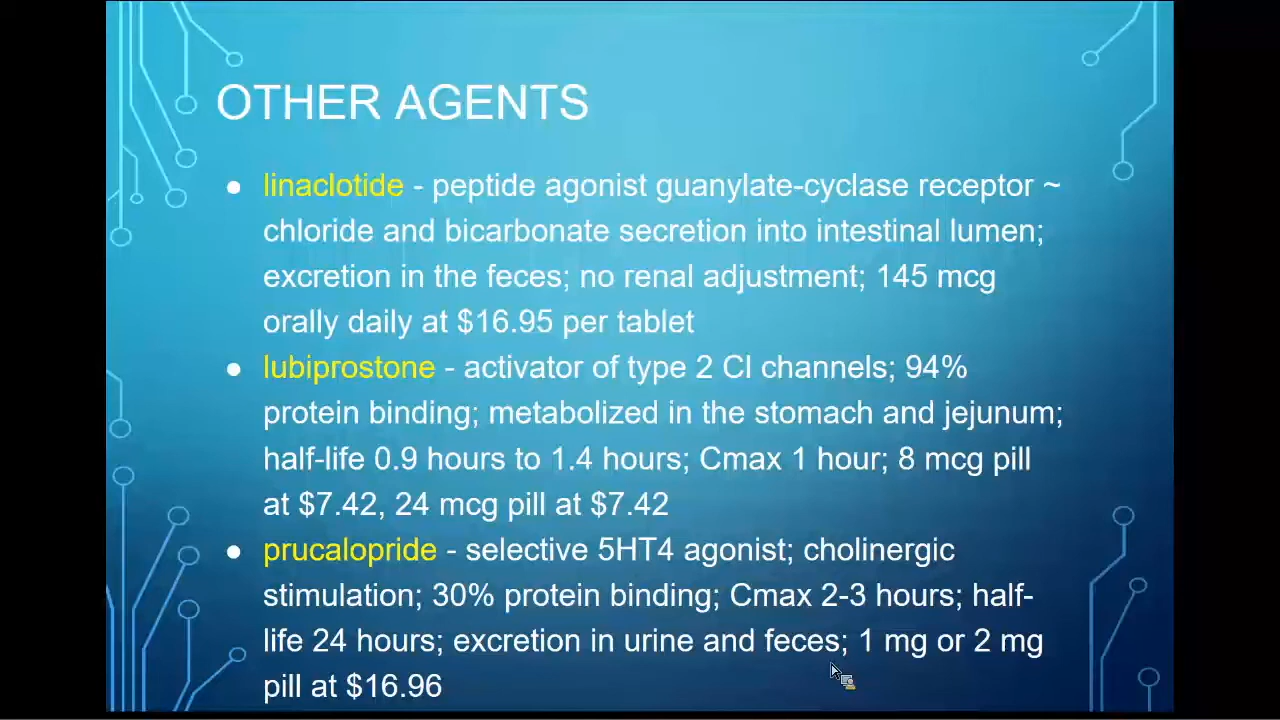 OTHER AGENTS
● linaclotide - peptide agonist guanylate-cyclase receptor ~
chloride and bicarbonate secretion into intestinal lumen;
excretion in the feces; no renal adjustment; 145 mcg
orally daily at $16.95 per tablet
● lubiprostone - activator of type 2 Cl channels; 94%
protein binding; metabolized in the stomach and jejunum;
half-life 0.9 hours to 1.4 hours; Cmax 1 hour; 8 mcg pill
at $7.42, 24 mcg pill at $7.42
● prucalopride - selective 5HT4 agonist; cholinergic
stimulation; 30% protein binding; Cmax 2-3 hours; half-
life 24 hours; excretion in urine and feces; 1 mg or 2 mg
pill at $16.96